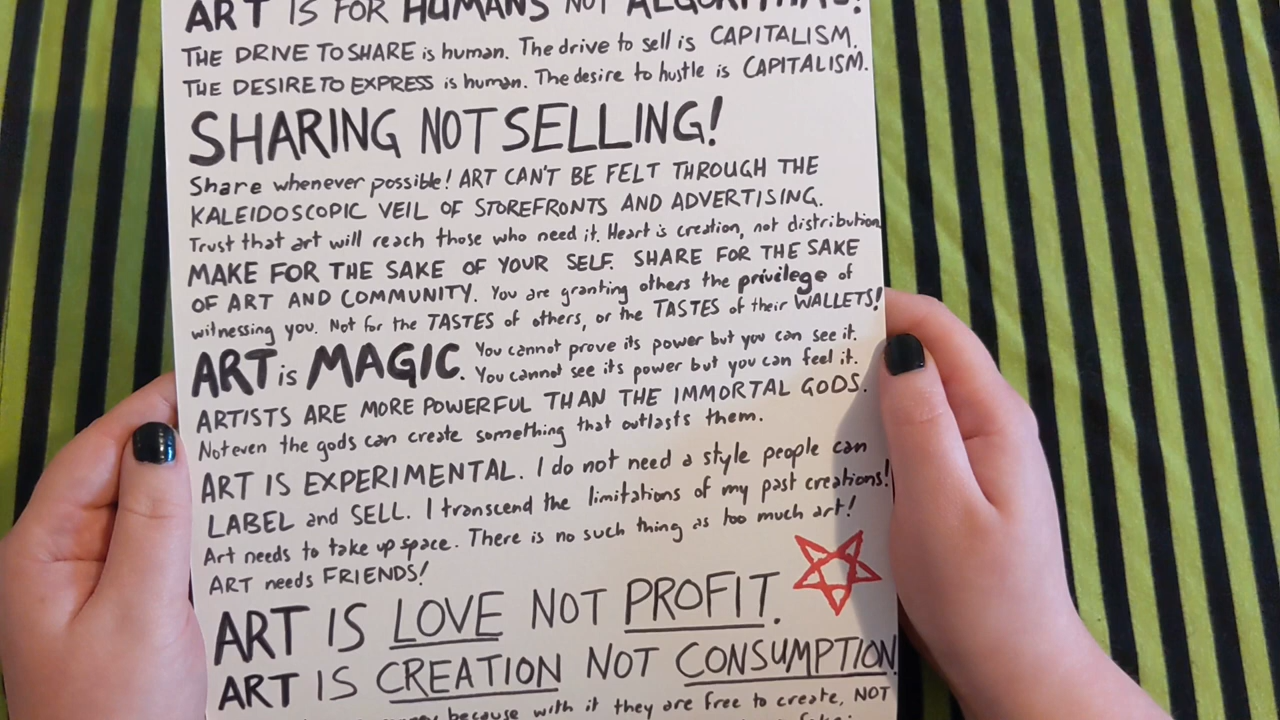 ART IS FOR HUMANS NOT ALGORITHMS!
THE DRIVE TO SHARE is human. The drive to sell is CAPITALISM.
THE DESIRE TO EXPRESS is human. The desire to hustle is CAPITALISM.
SHARING NOT SELLING!
Share whenever possible! ART CAN'T BE FELT THROUGH THE
KALEIDOSCOPIC VEIL OF STOREFRONTS AND ADVERTISING.
Trust that art will reach those who need it. Heart is creation, not distribution.
MAKE FOR THE SAKE OF YOUR SELF. SHARE FOR THE SAKE
OF ART AND COMMUNITY. You are granting others the privilege of
witnessing you. Not for the TASTES of others, or the TASTES of their WALLETS!
ART is MAGIC. You cannot prove its power but you can see it.
You cannot see its power but you can feel it.
ARTISTS ARE MORE POWERFUL THAN THE IMMORTAL GODS.
Not even the gods can create something that outlasts them.
ART IS EXPERIMENTAL. I do not need a style people can
LABEL and SELL. I transcend the limitations of my past creations!
Art needs to take up space. There is no such thing as too much art!
ART needs FRIENDS!
ART IS LOVE NOT PROFIT.
ART IS CREATION NOT CONSUMPTION
because with it they are free to create, NOT